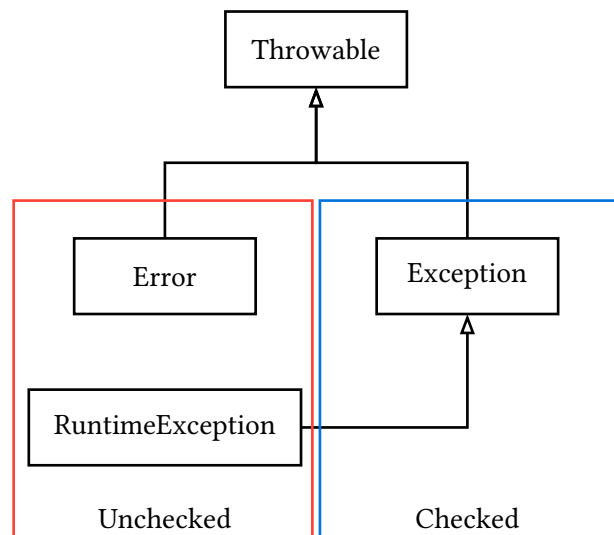 Throwable
Error
Exception
RuntimeException
Unchecked
Checked